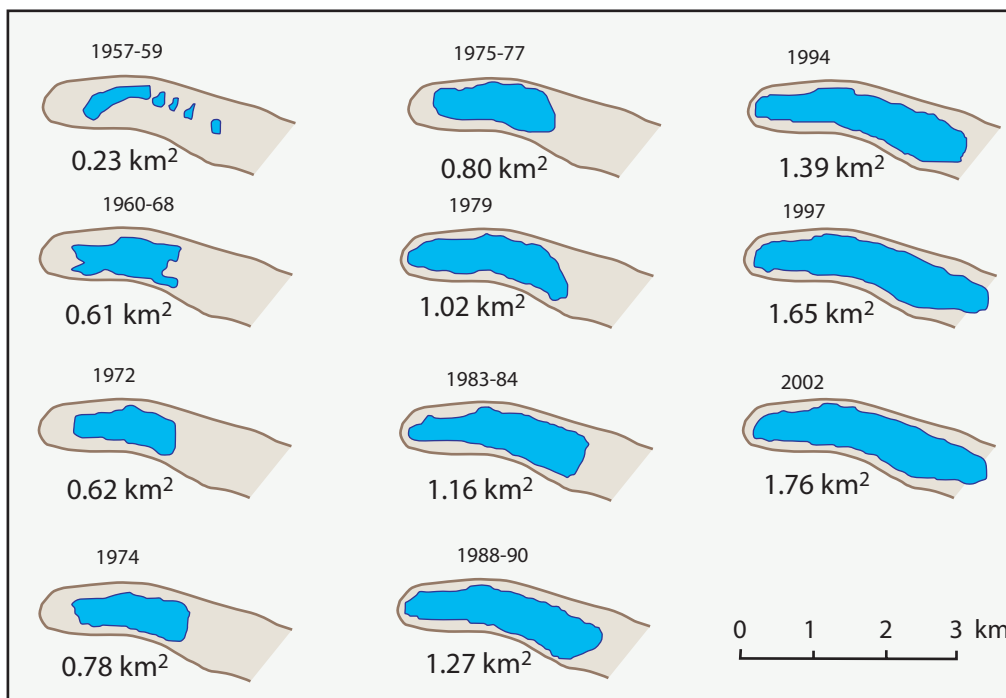 1957-59
0.23 km²
1960-68
0.61 km²
1972
0.62 km²
1974
0.78 km²
1975-77
0.80 km²
1979
1.02 km²
1983-84
1.16 km²
1988-90
1.27 km²
1994
1.39 km²
1997
1.65 km²
2002
1.76 km²
0 1 2 3 km